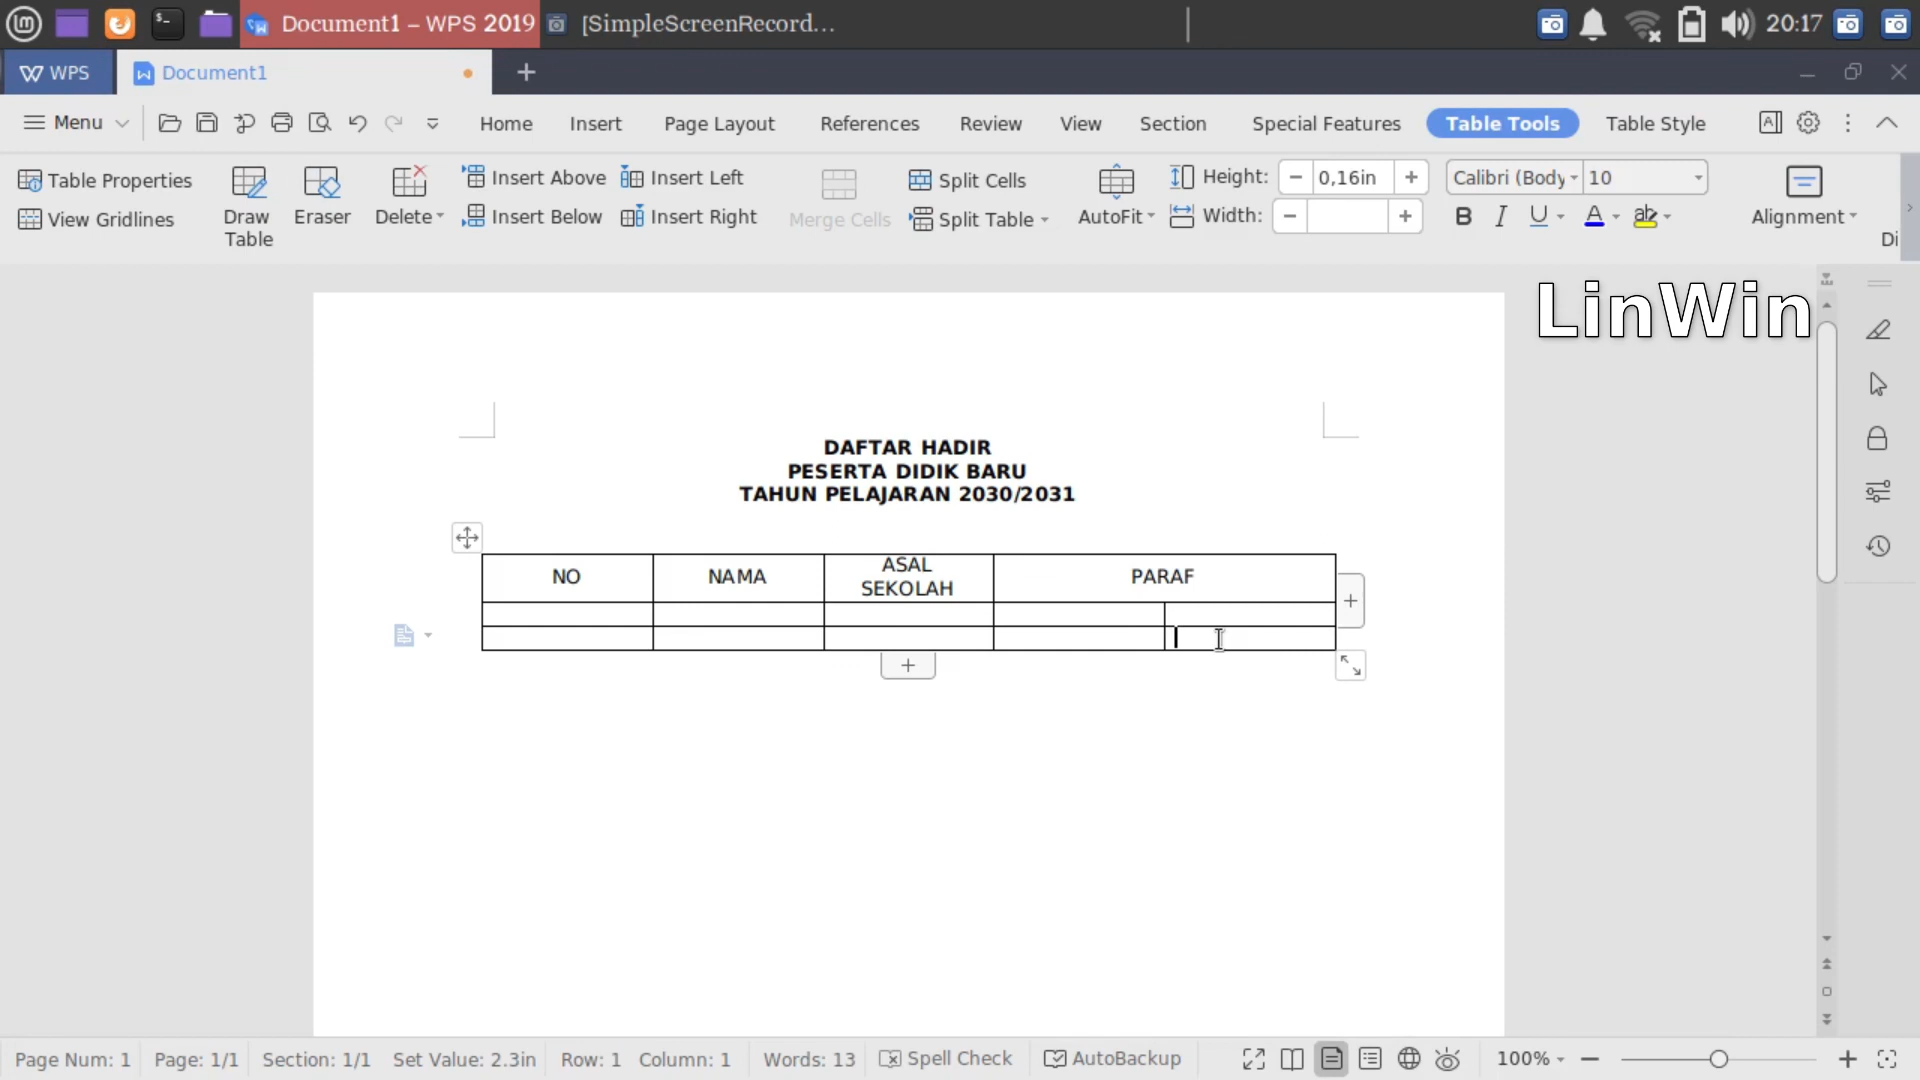 Document1 – WPS 2019
[SimpleScreenRecord...
20:17
WPS
Document1
Menu
Home
Insert
Page Layout
References
Review
View
Section
Special Features
Table Tools
Table Style
Table Properties
View Gridlines
Draw
Table
Eraser
Delete
Insert Above
Insert Below
Insert Left
Insert Right
Merge Cells
Split Cells
Split Table
AutoFit
Height: 0,16in
Width:
Calibri (Body 10
B I U A ab
Alignment
Di
LinWin
DAFTAR HADIR
PESERTA DIDIK BARU
TAHUN PELAJARAN 2030/2031
NO
NAMA
ASAL
SEKOLAH
PARAF
Page Num: 1 Page: 1/1 Section: 1/1 Set Value: 2.3in Row: 1 Column: 1 Words: 13 Spell Check AutoBackup 100%